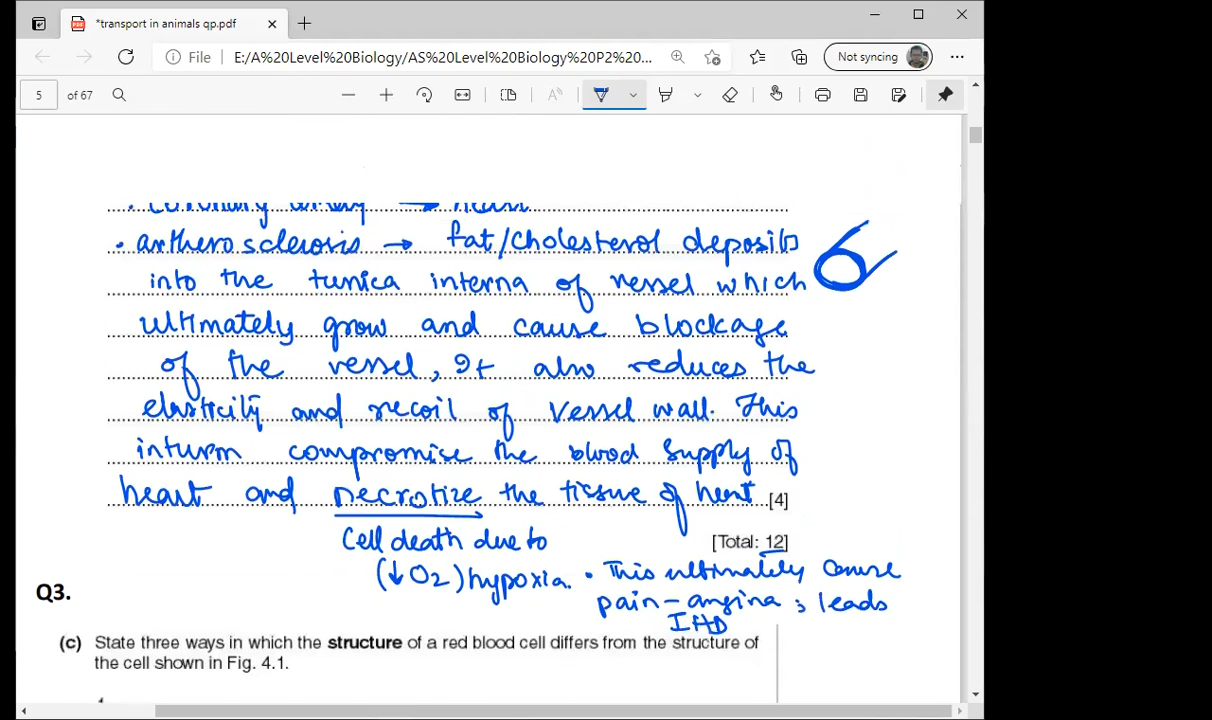 *transport in animals qp.pdf
File
E:/A%20Level%20Biology/AS%20Level%20Biology%20P2%20...
Not syncing
5 of 67
coronary artery → heart
• antherosclerosis → fat/cholesterol deposits
into the tunica interna of vessel which
ultimately grow and cause blockage
of the vessel, It also reduces the
elasticity and recoil of vessel wall. This
inturn compromise the blood supply of
heart and necrotize the tissue of heart [4]
6
Cell death due to
(↓O2) hypoxia.
[Total: 12]
• This ultimately cause
pain - angina ; leads
IHD
Q3.
(c) State three ways in which the structure of a red blood cell differs from the structure of
the cell shown in Fig. 4.1.